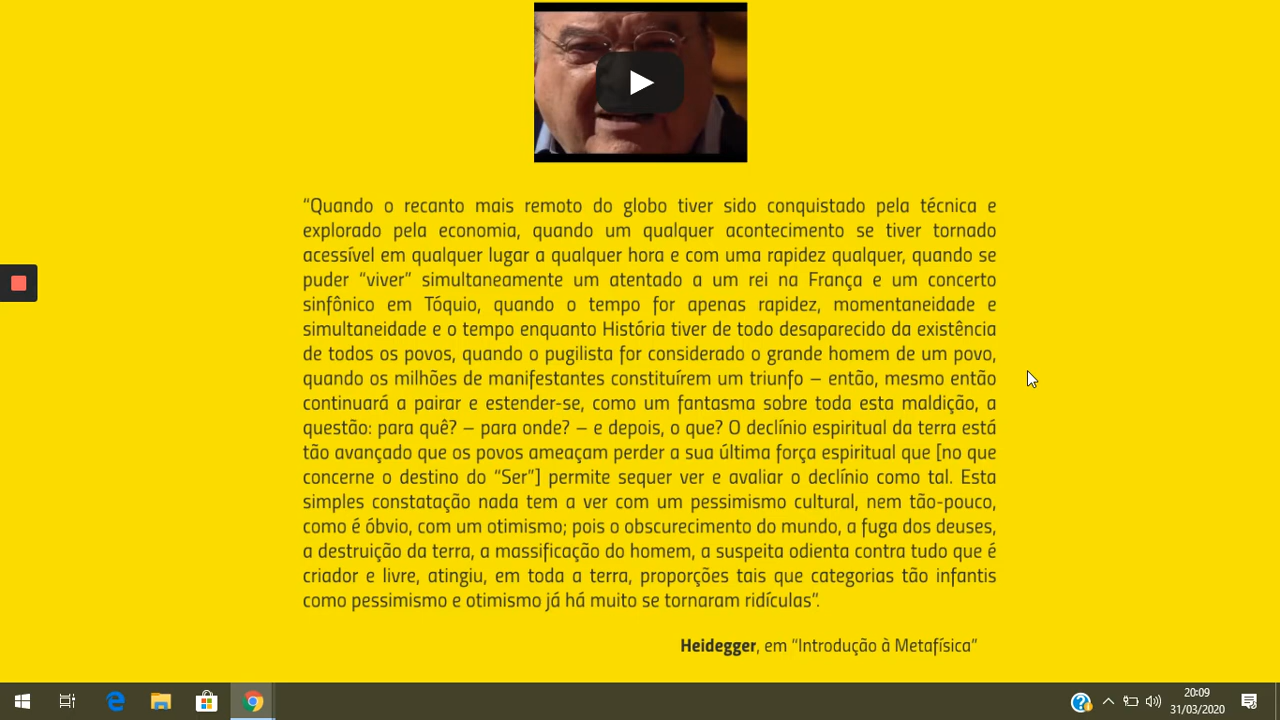 “Quando o recanto mais remoto do globo tiver sido conquistado pela técnica e
explorado pela economia, quando um qualquer acontecimento se tiver tornado
acessível em qualquer lugar a qualquer hora e com uma rapidez qualquer, quando se
puder “viver” simultaneamente um atentado a um rei na França e um concerto
sinfônico em Tóquio, quando o tempo for apenas rapidez, momentaneidade e
simultaneidade e o tempo enquanto História tiver de todo desaparecido da existência
de todos os povos, quando o pugilista for considerado o grande homem de um povo,
quando os milhões de manifestantes constituírem um triunfo – então, mesmo então
continuará a pairar e estender-se, como um fantasma sobre toda esta maldição, a
questão: para quê? – para onde? – e depois, o que? O declínio espiritual da terra está
tão avançado que os povos ameaçam perder a sua última força espiritual que [no que
concerne o destino do “Ser”] permite sequer ver e avaliar o declínio como tal. Esta
simples constatação nada tem a ver com um pessimismo cultural, nem tão-pouco,
como é óbvio, com um otimismo; pois o obscurecimento do mundo, a fuga dos deuses,
a destruição da terra, a massificação do homem, a suspeita odienta contra tudo que é
criador e livre, atingiu, em toda a terra, proporções tais que categorias tão infantis
como pessimismo e otimismo já há muito se tornaram ridículas”.
Heidegger, em “Introdução à Metafísica”
20:09
31/03/2020